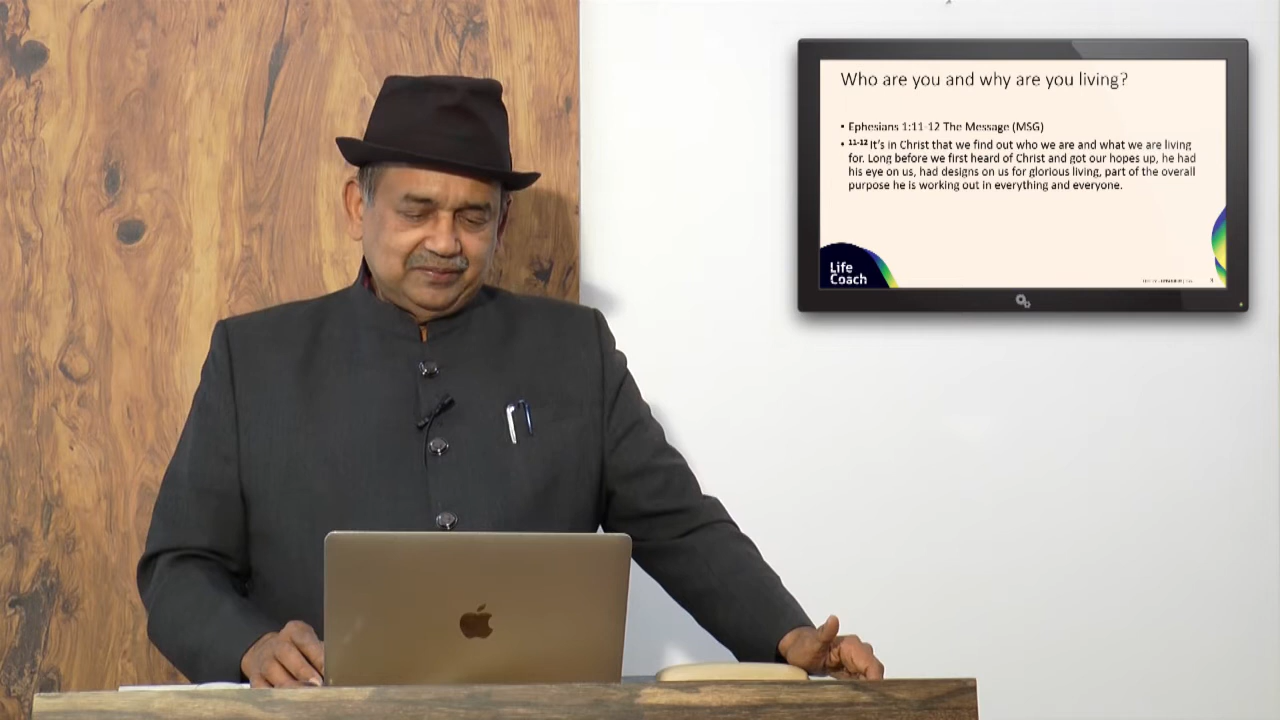 Who are you and why are you living?
• Ephesians 1:11-12 The Message (MSG)
• 11-12 It's in Christ that we find out who we are and what we are living
for. Long before we first heard of Christ and got our hopes up, he had
his eye on us, had designs on us for glorious living, part of the overall
purpose he is working out in everything and everyone.
Life
Coach